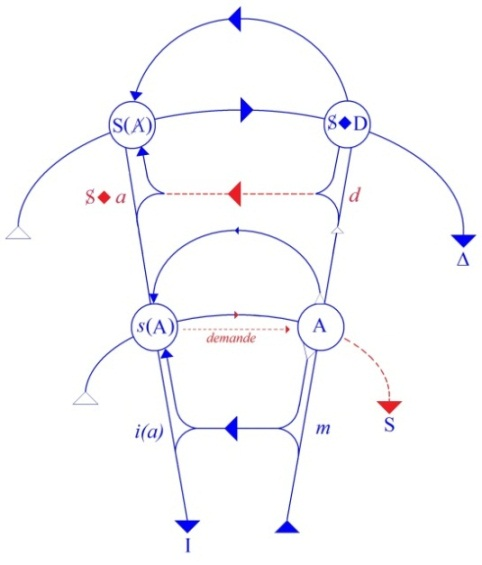 S(Ⱥ)
$◆D
$◆ a
d
Δ
s(A)
A
demande
S
i(a)
m
I